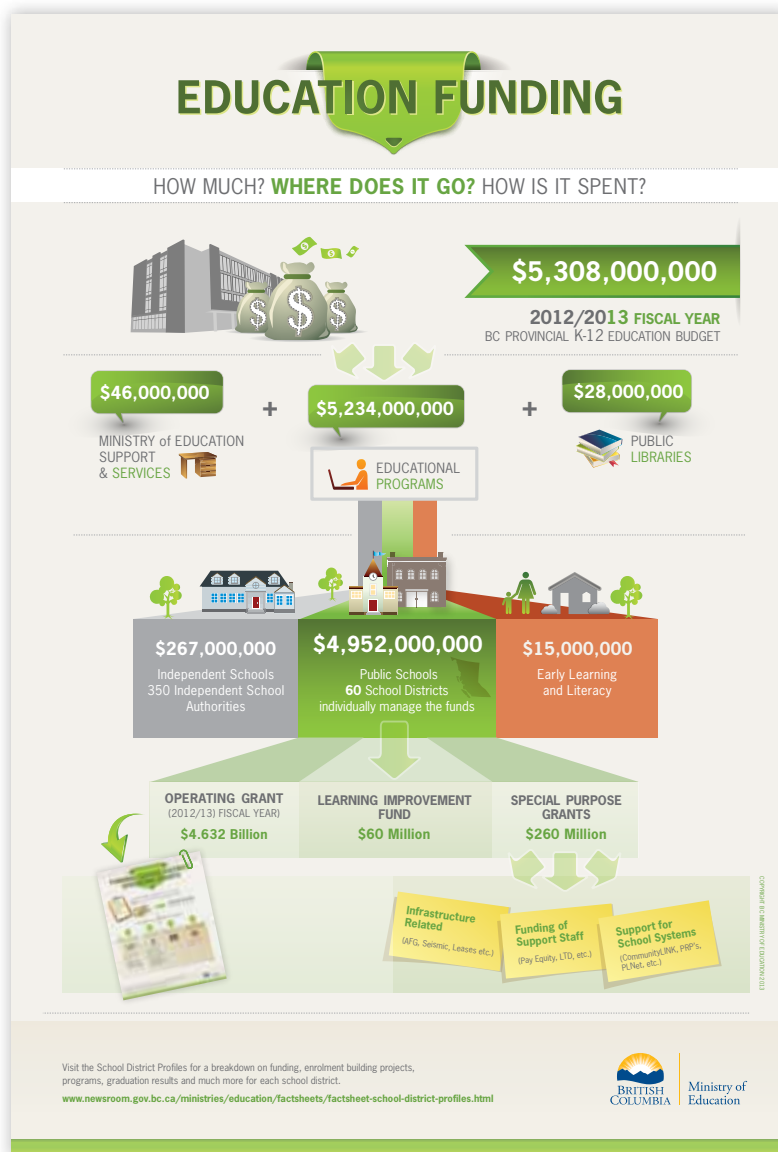 EDUCATION FUNDING
HOW MUCH? WHERE DOES IT GO? HOW IS IT SPENT?
$5,308,000,000
2012/2013 FISCAL YEAR
BC PROVINCIAL K-12 EDUCATION BUDGET
$46,000,000
MINISTRY of EDUCATION
SUPPORT
& SERVICES
+
$5,234,000,000
EDUCATIONAL
PROGRAMS
+
$28,000,000
PUBLIC
LIBRARIES
$267,000,000
Independent Schools
350 Independent School
Authorities
$4,952,000,000
Public Schools
60 School Districts
individually manage the funds
$15,000,000
Early Learning
and Literacy
OPERATING GRANT
(2012/13) FISCAL YEAR)
$4.632 Billion
LEARNING IMPROVEMENT
FUND
$60 Million
SPECIAL PURPOSE
GRANTS
$260 Million
Infrastructure
Related
(AFG, Seismic, Leases etc.)
Funding of
Support Staff
(Pay Equity, LTD, etc.)
Support for
School Systems
(CommunityLINK, PRP's,
PLNet, etc.)
COPYRIGHT BC MINISTRY OF EDUCATION 2013
Visit the School District Profiles for a breakdown on funding, enrolment building projects,
programs, graduation results and much more for each school district.
www.newsroom.gov.bc.ca/ministries/education/factsheets/factsheet-school-district-profiles.html
BRITISH
COLUMBIA
Ministry of
Education